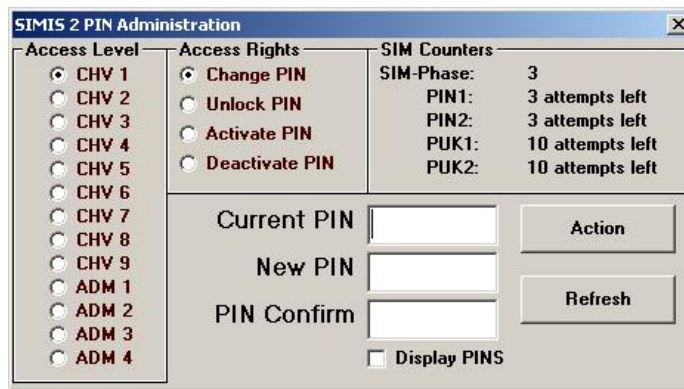 SIMIS 2 PIN Administration
Access Level
CHV 1
CHV 2
CHV 3
CHV 4
CHV 5
CHV 6
CHV 7
CHV 8
CHV 9
ADM 1
ADM 2
ADM 3
ADM 4
Access Rights
Change PIN
Unlock PIN
Activate PIN
Deactivate PIN
SIM Counters
SIM-Phase: 3
PIN1: 3 attempts left
PIN2: 3 attempts left
PUK1: 10 attempts left
PUK2: 10 attempts left
Current PIN
New PIN
PIN Confirm
Display PINS
Action
Refresh